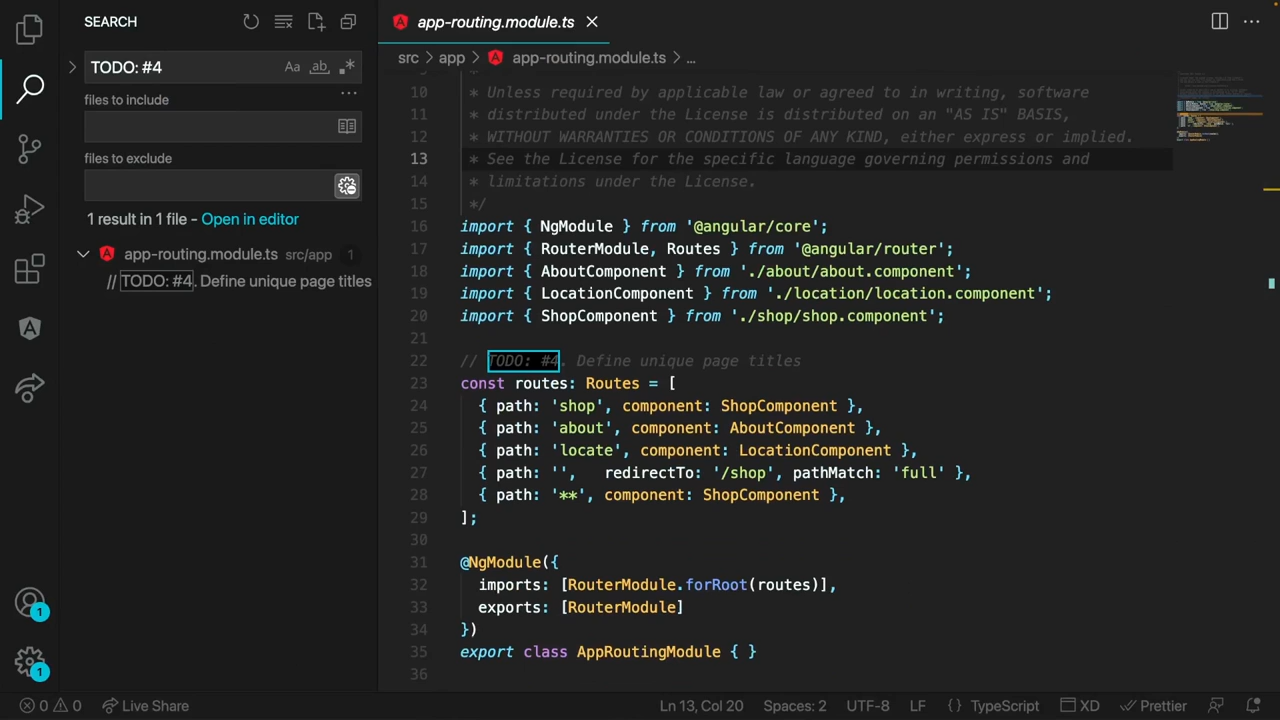 SEARCH
TODO: #4
Aa ab
files to include
files to exclude
1 result in 1 file - Open in editor
app-routing.module.ts src/app 1
// TODO: #4. Define unique page titles
1
1
app-routing.module.ts
src > app > app-routing.module.ts > ...
10 * Unless required by applicable law or agreed to in writing, software
11 * distributed under the License is distributed on an "AS IS" BASIS,
12 * WITHOUT WARRANTIES OR CONDITIONS OF ANY KIND, either express or implied.
13 * See the License for the specific language governing permissions and
14 * limitations under the License.
15 */
16 import { NgModule } from '@angular/core';
17 import { RouterModule, Routes } from '@angular/router';
18 import { AboutComponent } from './about/about.component';
19 import { LocationComponent } from './location/location.component';
20 import { ShopComponent } from './shop/shop.component';
21
22 // TODO: #4. Define unique page titles
23 const routes: Routes = [
24 { path: 'shop', component: ShopComponent },
25 { path: 'about', component: AboutComponent },
26 { path: 'locate', component: LocationComponent },
27 { path: '', redirectTo: '/shop', pathMatch: 'full' },
28 { path: '**', component: ShopComponent },
29 ];
30
31 @NgModule({
32 imports: [RouterModule.forRoot(routes)],
33 exports: [RouterModule]
34 })
35 export class AppRoutingModule { }
36
0 0 Live Share Ln 13, Col 20 Spaces: 2 UTF-8 LF {} TypeScript XD Prettier